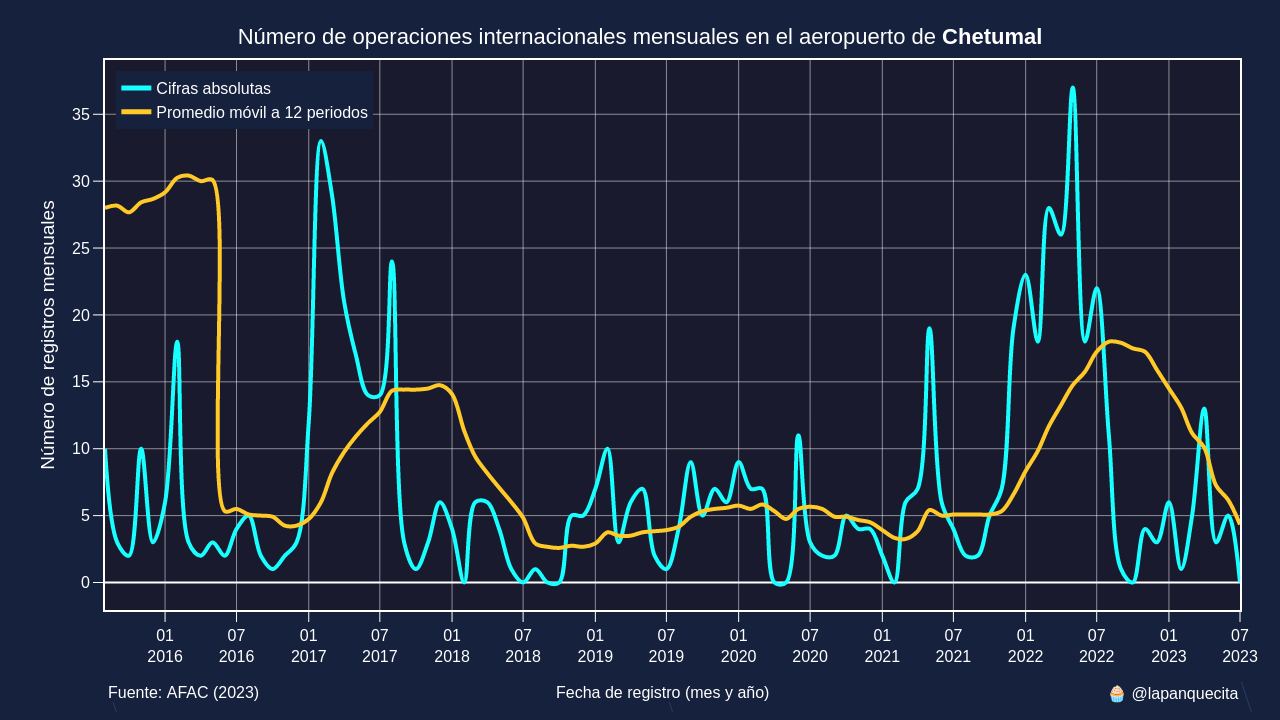 Número de operaciones internacionales mensuales en el aeropuerto de Chetumal
Cifras absolutas
Promedio móvil a 12 periodos
Número de registros mensuales
35
30
25
20
15
10
5
0
01 07 01 07 01 07 01 07 01 07 01 07 01 07 01 07
2016 2016 2017 2017 2018 2018 2019 2019 2020 2020 2021 2021 2022 2022 2023 2023
Fuente: AFAC (2023) Fecha de registro (mes y año) 🧁 @lapanquecita